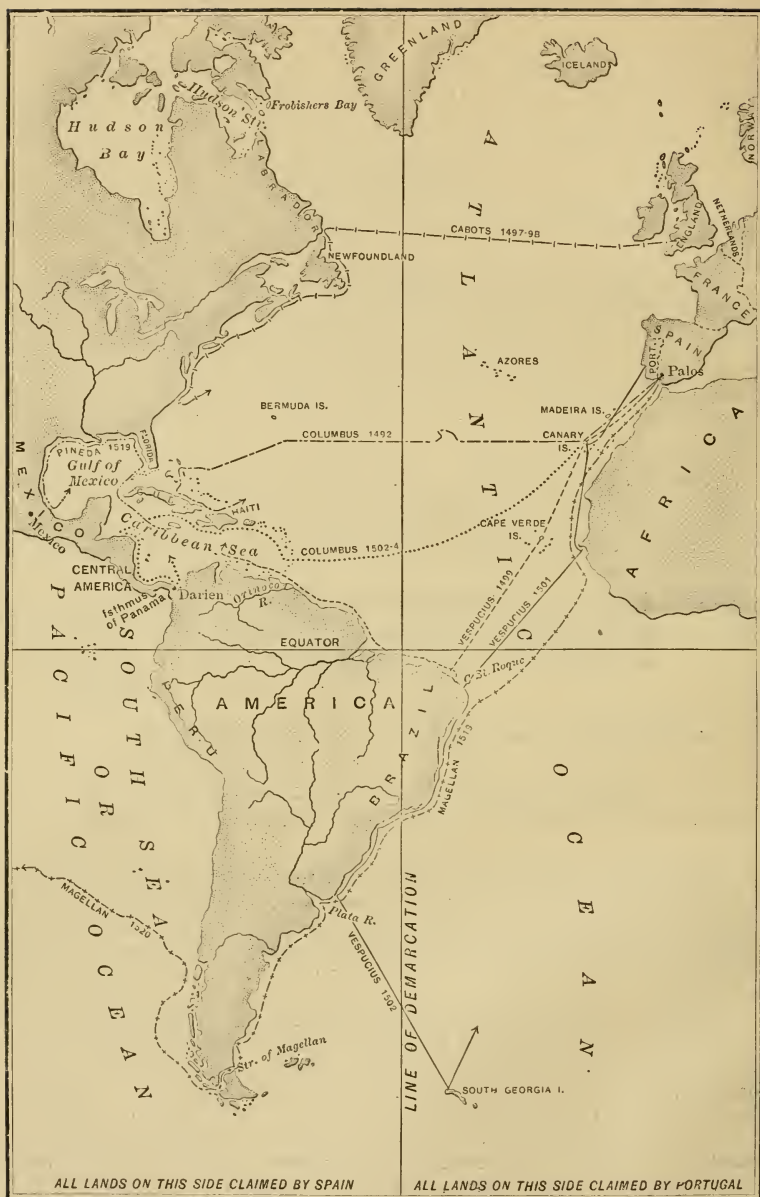 GREENLAND
ICELAND
NORWAY
Hudson St.
Frobishers Bay
Hudson
Bay
LABRADOR
ATLANTIC
OCEAN
CABOTS 1497-98
ENGLAND
NETHERLANDS
NEWFOUNDLAND
FRANCE
SPAIN
PORT.
Palos
AZORES
BERMUDA IS.
MADEIRA IS.
COLUMBUS 1492
CANARY
IS.
AFRICA
FLORIDA
PINEDA 1519
Gulf of
Mexico
MEXICO
Mexico
HAITI
Caribbean Sea
COLUMBUS 1502-4
CAPE VERDE
IS.
CENTRAL
AMERICA
Isthmus
of Panama
Darien
Orinoco
R.
VESPUCIUS 1499
VESPUCIUS 1501
EQUATOR
C. St. Roque
AMERICA
PERU
BRAZIL
MAGELLAN 1519
SOUTH SEA
OR
PACIFIC
OCEAN
MAGELLAN 1520
Plata R.
VESPUCIUS 1502
LINE OF DEMARCATION
Str. of Magellan
SOUTH GEORGIA I.
ALL LANDS ON THIS SIDE CLAIMED BY SPAIN
ALL LANDS ON THIS SIDE CLAIMED BY PORTUGAL